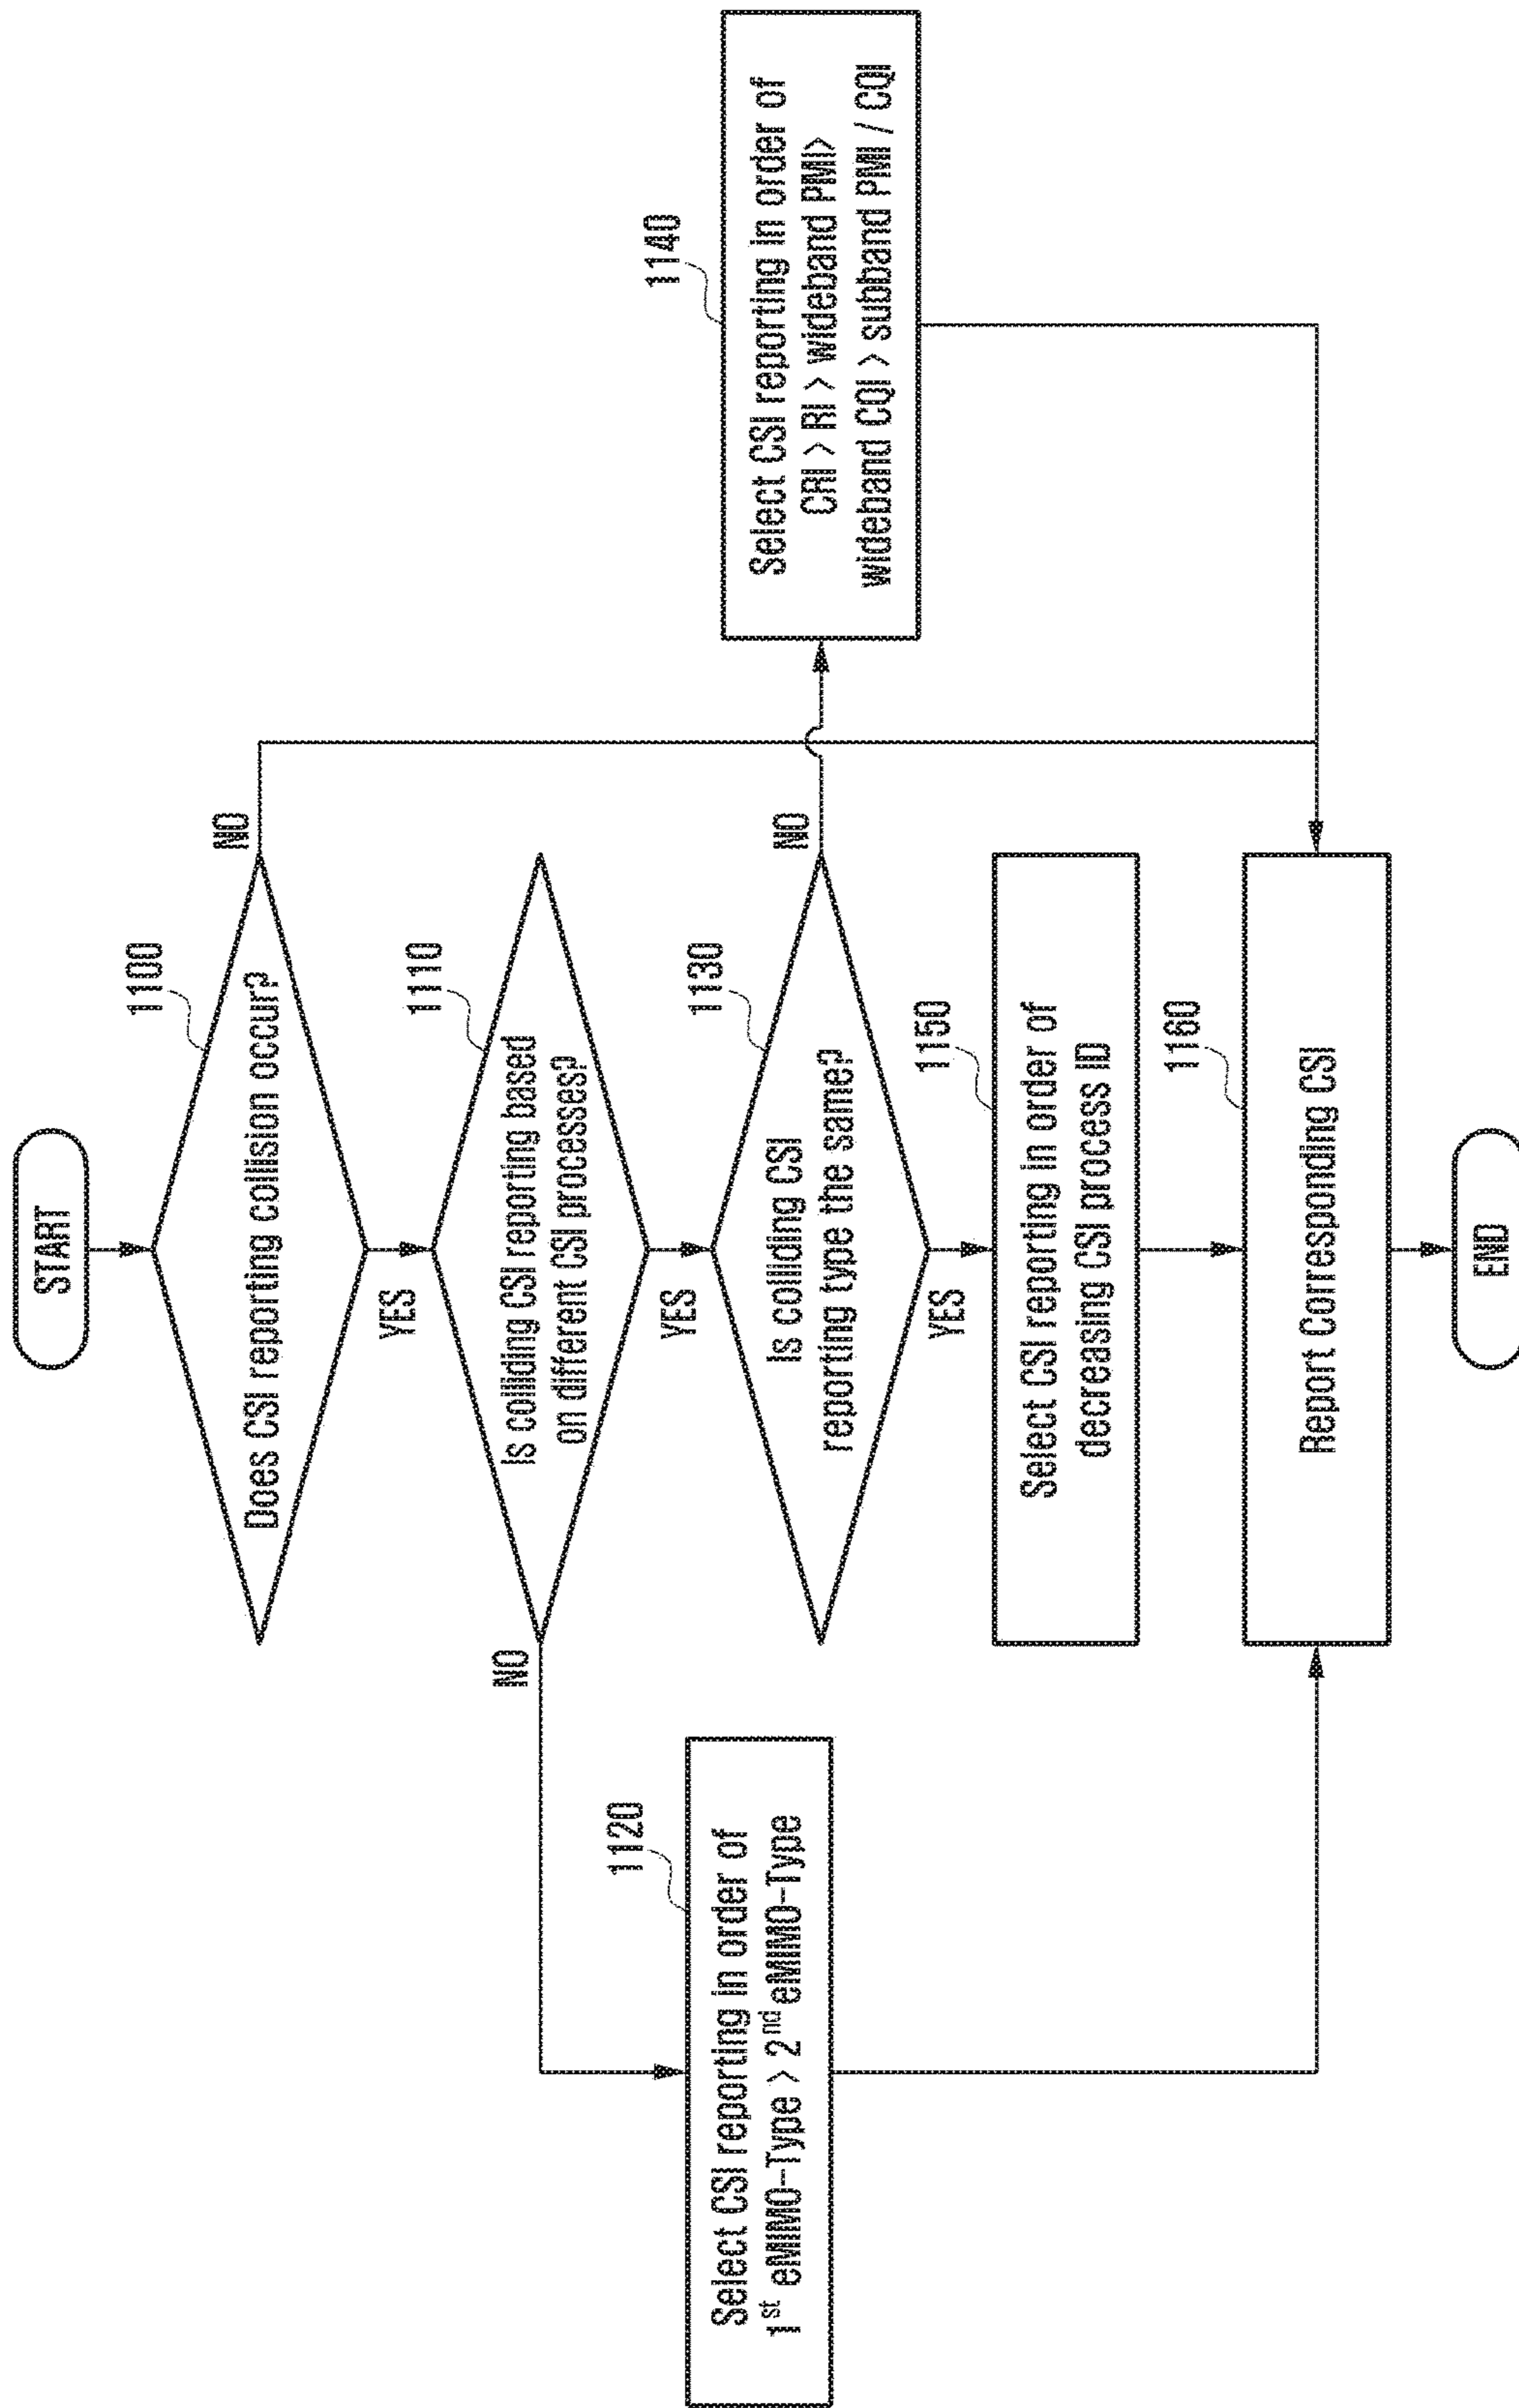 START
1100
Does CSI reporting collision occur?
NO
YES
1110
Is colliding CSI reporting based
on different CSI processes?
NO
YES
1120
Select CSI reporting in order of
1st eMIMO-Type > 2nd eMIMO-Type
1130
Is colliding CSI
reporting type the same?
NO
YES
1140
Select CSI reporting in order of
CRI > RI > wideband PMI>
wideband CQI > subband PMI / CQI
1150
Select CSI reporting in order of
decreasing CSI process ID
1160
Report Corresponding CSI
END